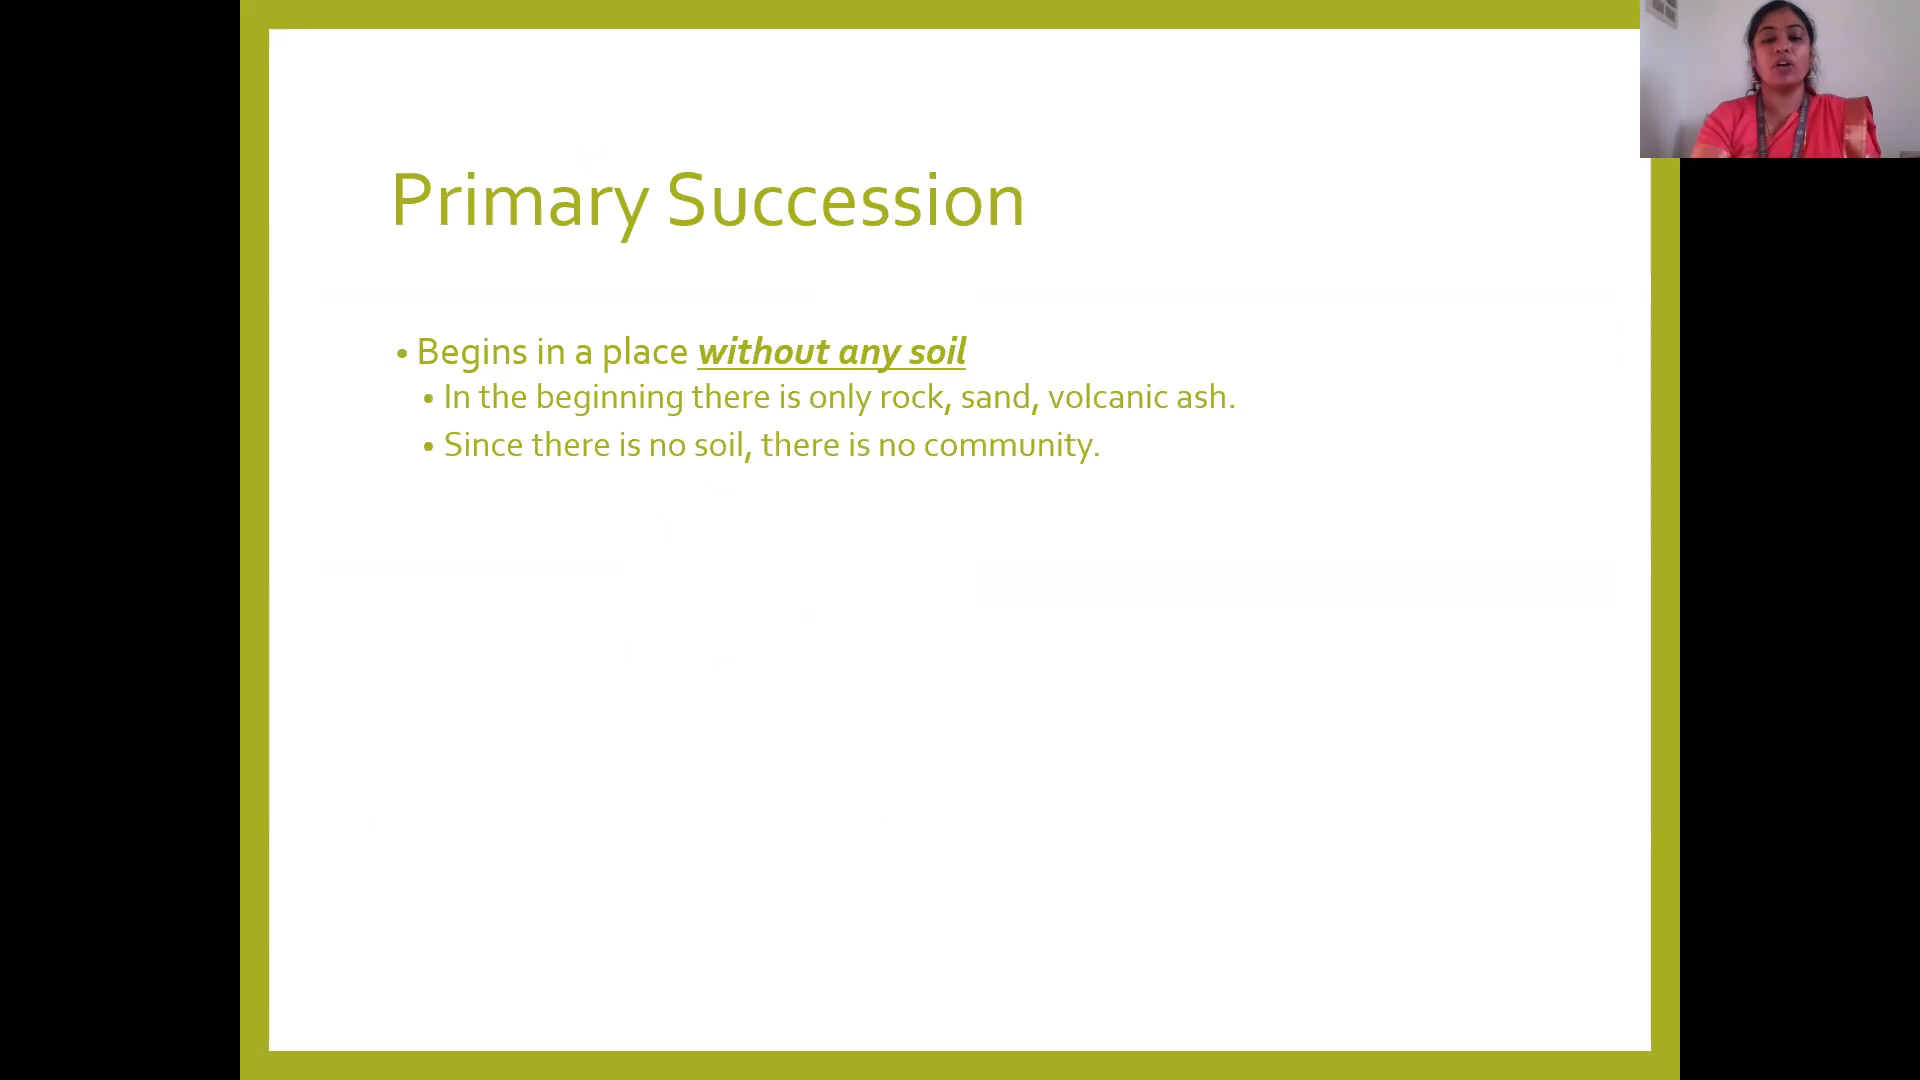 Primary Succession
• Begins in a place without any soil
• In the beginning there is only rock, sand, volcanic ash.
• Since there is no soil, there is no community.